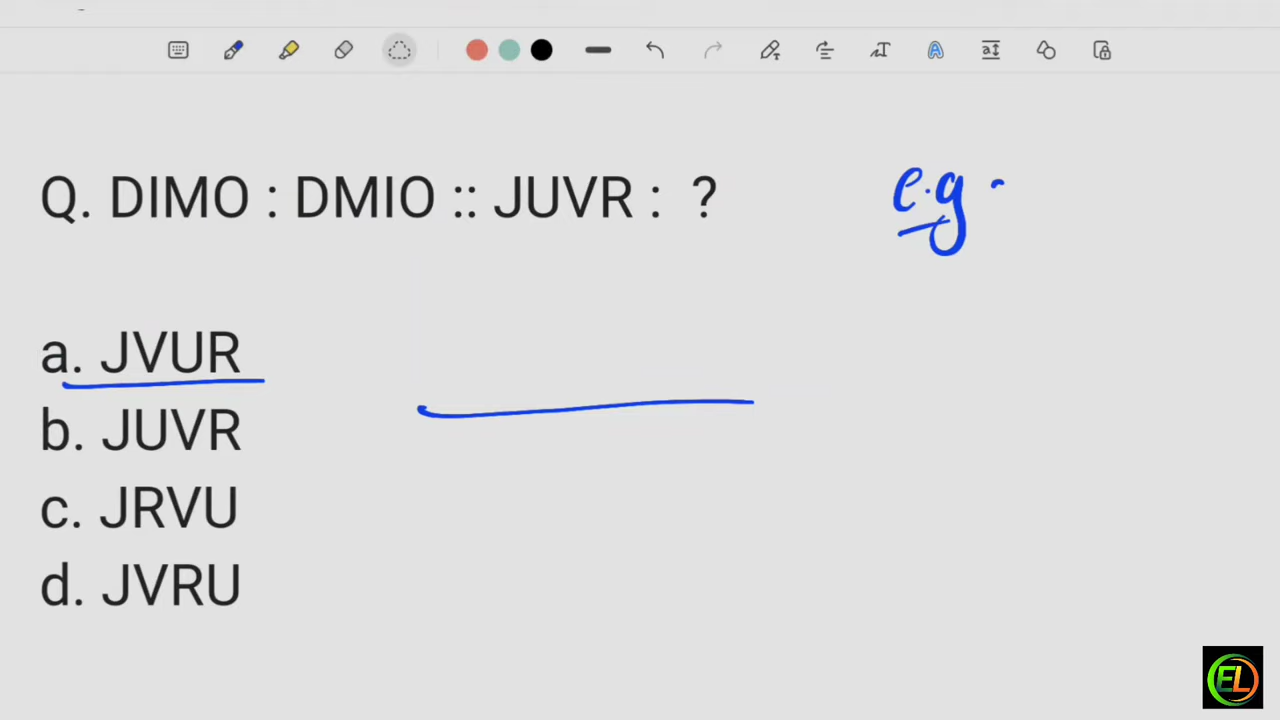 Q. DIMO : DMIO :: JUVR : ?
e.g -
a. JVUR
b. JUVR
c. JRVU
d. JVRU
EL